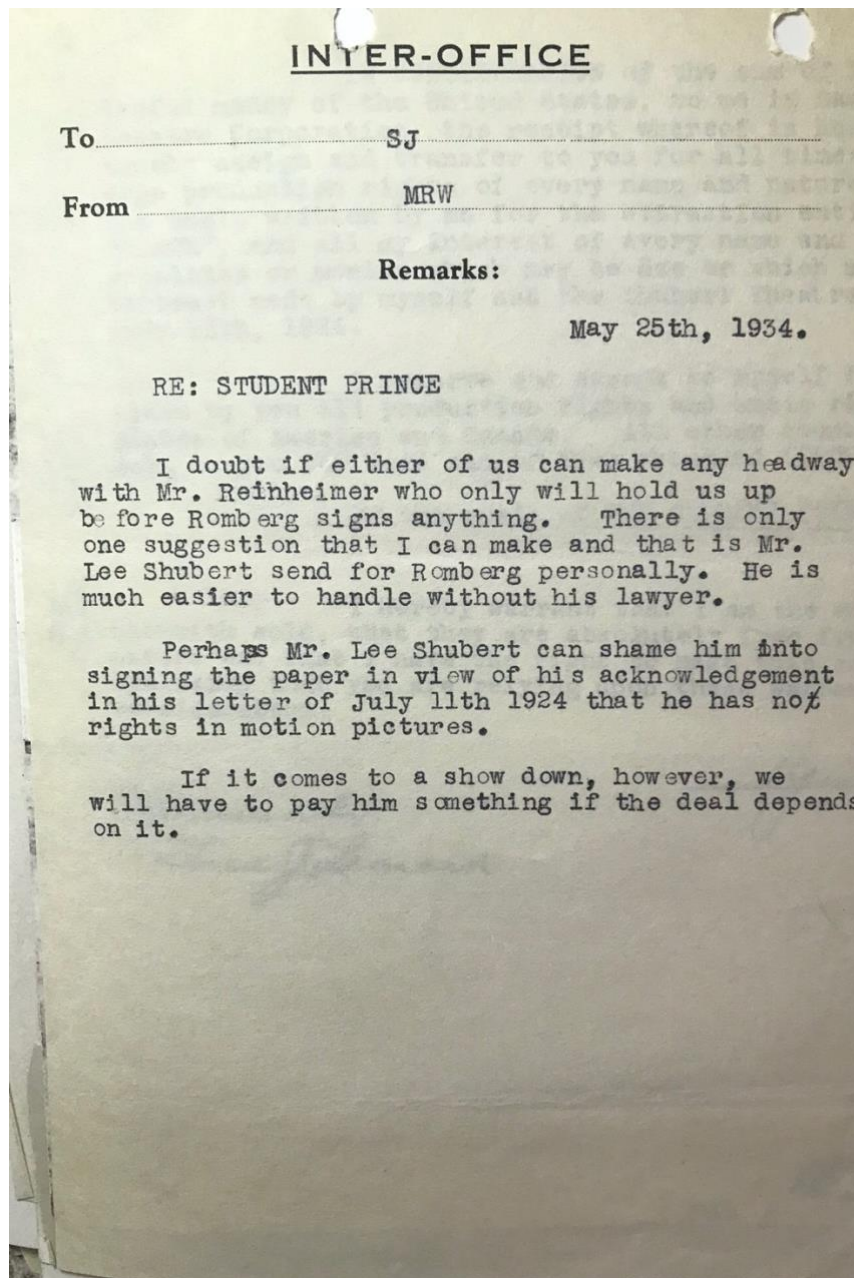 INTER-OFFICE
To SJ
From MRW
Remarks:
May 25th, 1934.
RE: STUDENT PRINCE
I doubt if either of us can make any headway
with Mr. Reinheimer who only will hold us up
before Romberg signs anything. There is only
one suggestion that I can make and that is Mr.
Lee Shubert send for Romberg personally. He is
much easier to handle without his lawyer.
Perhaps Mr. Lee Shubert can shame him into
signing the paper in view of his acknowledgement
in his letter of July 11th 1924 that he has no
rights in motion pictures.
If it comes to a show down, however, we
will have to pay him something if the deal depends
on it.